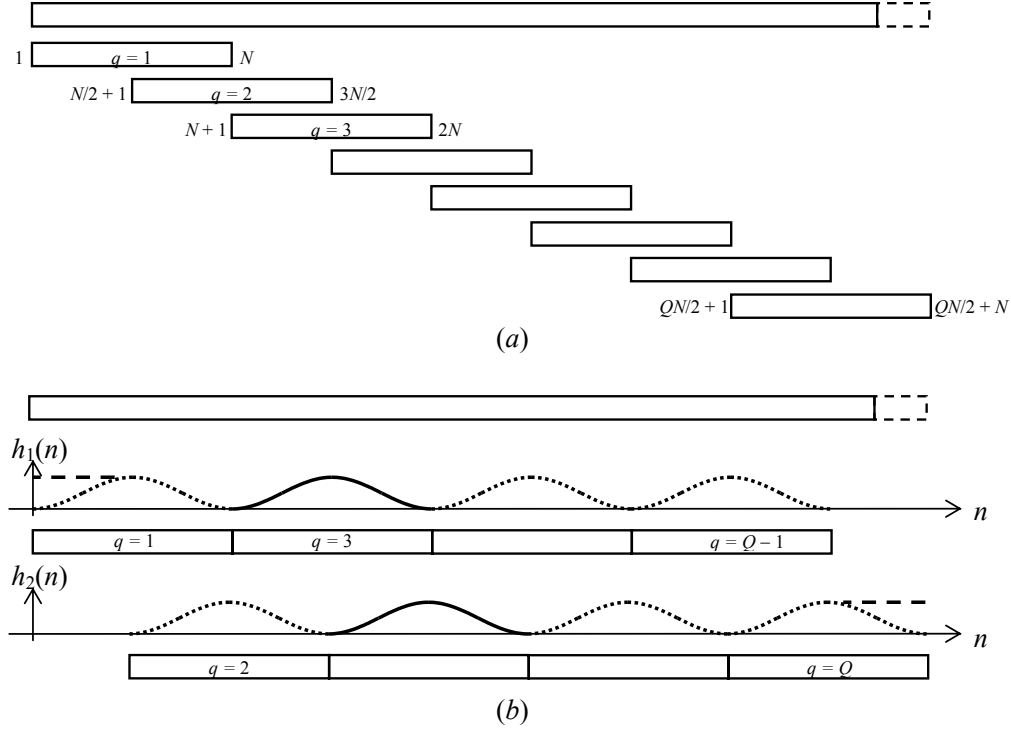 1 q = 1 N
N/2 + 1 q = 2 3N/2
N + 1 q = 3 2N
QN/2 + 1 QN/2 + N
(a)
h₁(n)
n
q = 1 q = 3 q = Q – 1
h₂(n)
n
q = 2 q = Q
(b)